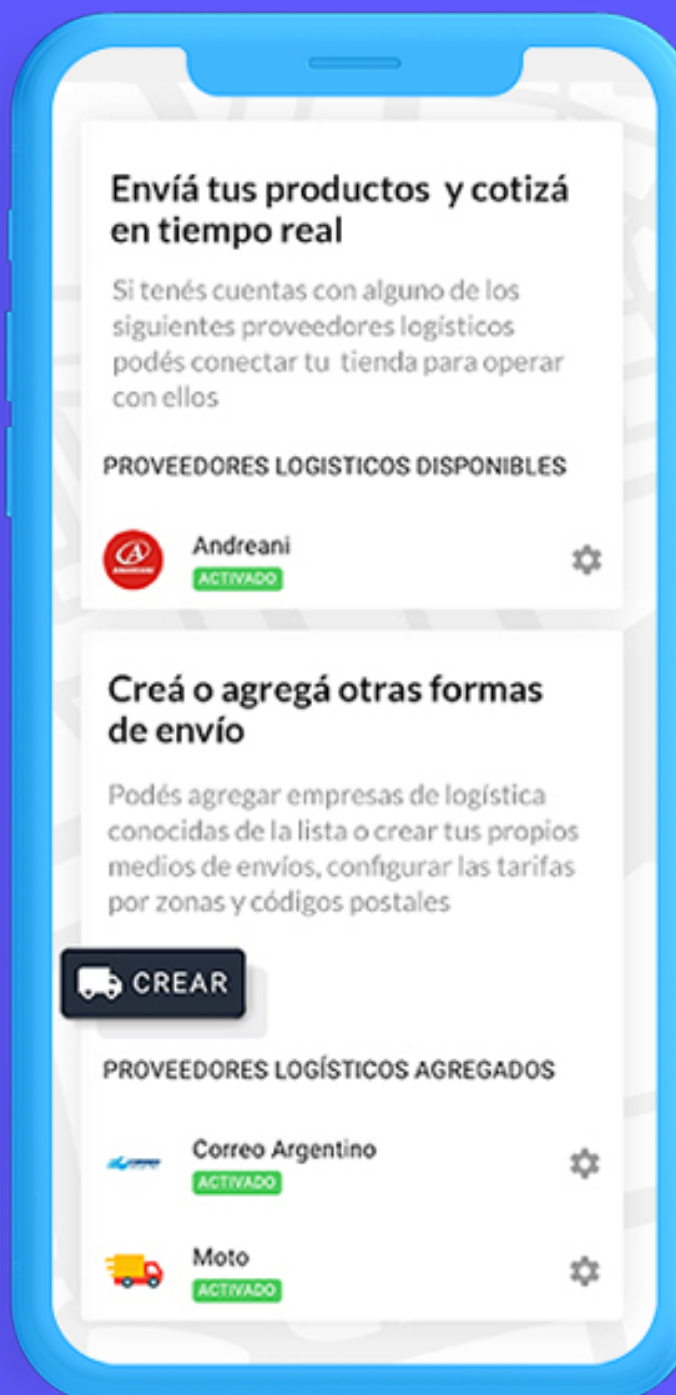 Envíá tus productos y cotizá
en tiempo real
Si tenés cuentas con alguno de los
siguientes proveedores logísticos
podés conectar tu tienda para operar
con ellos
PROVEEDORES LOGISTICOS DISPONIBLES
Andreani
ACTIVADO
Creá o agregá otras formas
de envío
Podés agregar empresas de logística
conocidas de la lista o crear tus propios
medios de envíos, configurar las tarifas
por zonas y códigos postales
CREAR
PROVEEDORES LOGÍSTICOS AGREGADOS
Correo Argentino
ACTIVADO
Moto
ACTIVADO